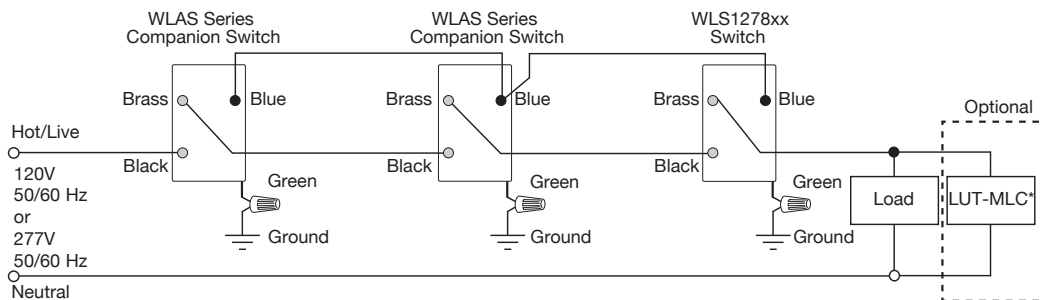 WLAS Series
Companion Switch
WLAS Series
Companion Switch
WLS1278xx
Switch
Brass
Blue
Brass
Blue
Brass
Blue
Optional
Hot/Live
Black
Black
Black
120V
50/60 Hz
or
277V
50/60 Hz
Green
Green
Green
Load
LUT-MLC*
Ground
Ground
Ground
Neutral